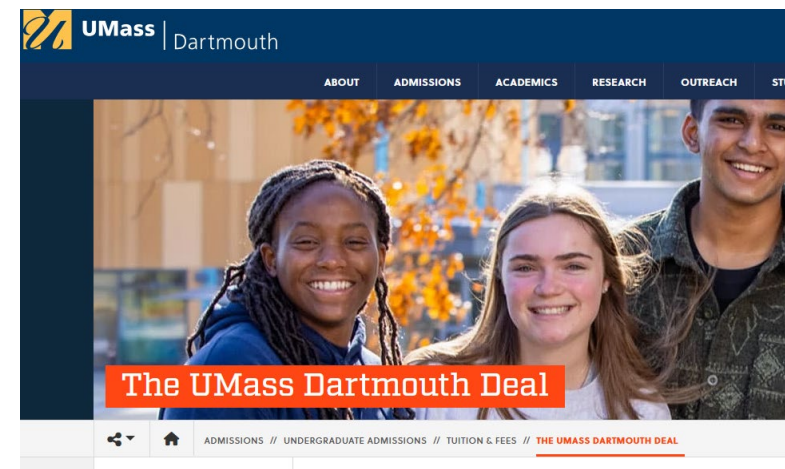 UMass | Dartmouth
ABOUT ADMISSIONS ACADEMICS RESEARCH OUTREACH
The UMass Dartmouth Deal
ADMISSIONS // UNDERGRADUATE ADMISSIONS // TUITION & FEES // THE UMASS DARTMOUTH DEAL